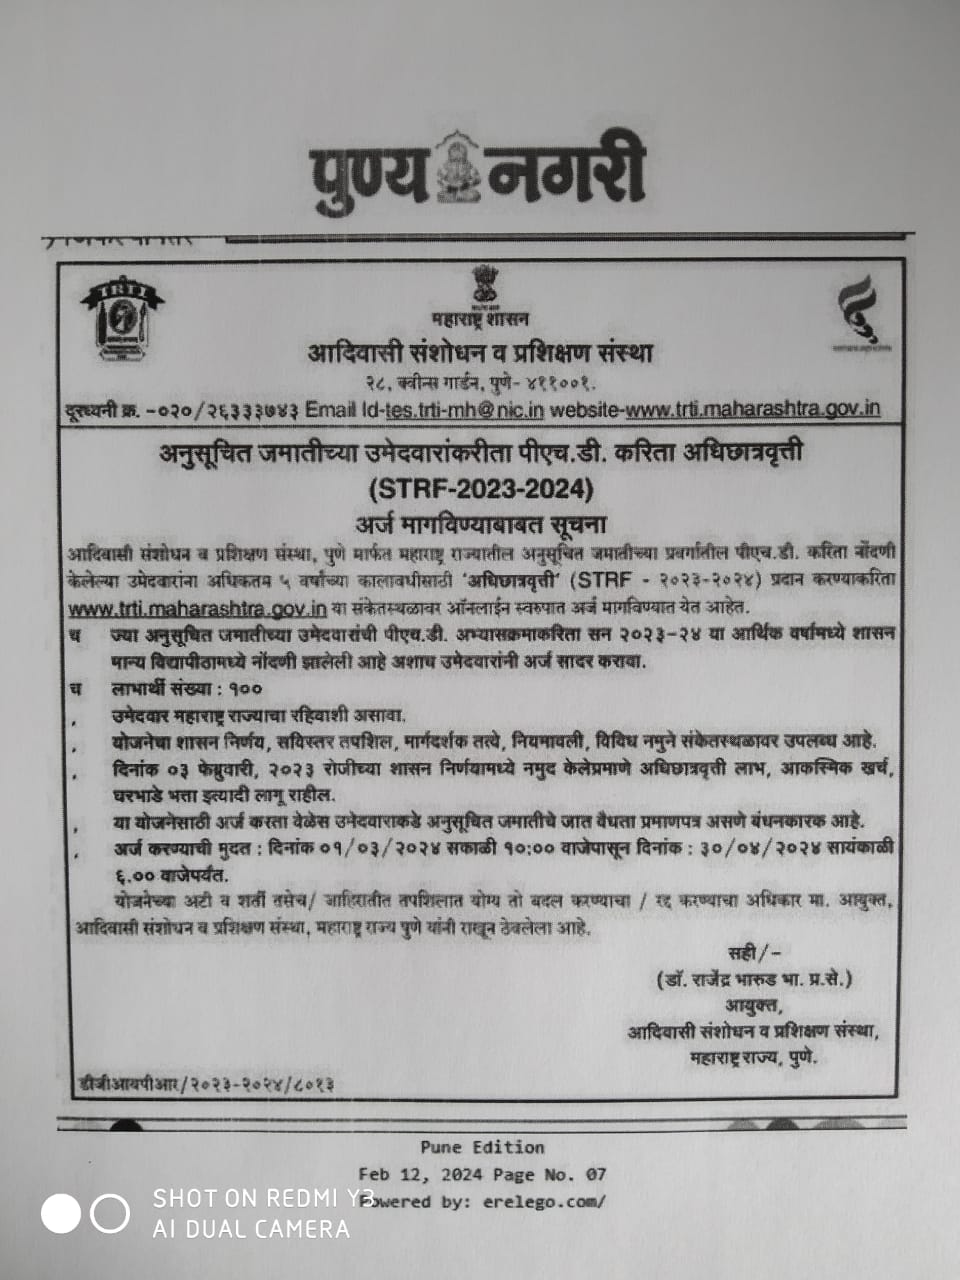 पुण्य नगरी
TRTI
महाराष्ट्र शासन
आदिवासी संशोधन व प्रशिक्षण संस्था
२८, क्वीन्स गार्डन, पुणे- ४११००१.
दूरध्वनी क्र. -०२०/२६३३३७४३ Email Id-tes.trti-mh@nic.in website-www.trti.maharashtra.gov.in
अनुसूचित जमातीच्या उमेदवारांकरीता पीएच.डी. करिता अधिछात्रवृत्ती
(STRF-2023-2024)
अर्ज मागविण्याबाबत सूचना
आदिवासी संशोधन व प्रशिक्षण संस्था, पुणे मार्फत महाराष्ट्र राज्यातील अनुसूचित जमातीच्या प्रवर्गातील पीएच.डी. करिता नोंदणी
केलेल्या उमेदवारांना अधिकतम ५ वर्षाच्या कालावधीसाठी 'अधिछात्रवृत्ती' (STRF - २०२३-२०२४) प्रदान करण्याकरिता
www.trti.maharashtra.gov.in या संकेतस्थळावर ऑनलाईन स्वरुपात अर्ज मागविण्यात येत आहेत.
ष ज्या अनुसूचित जमातीच्या उमेदवारांची पीएच.डी. अभ्यासक्रमाकरिता सन २०२३-२४ या आर्थिक वर्षामध्ये शासन
मान्य विद्यापीठामध्ये नोंदणी झालेली आहे अशाच उमेदवारांनी अर्ज सादर करावा.
च लाभार्थी संख्या : १००
, उमेदवार महाराष्ट्र राज्याचा रहिवाशी असावा.
, योजनेचा शासन निर्णय, सविस्तर तपशिल, मार्गदर्शक तत्वे, नियमावली, विविध नमुने संकेतस्थळावर उपलब्ध आहे.
, दिनांक ०३ फेब्रुवारी, २०२३ रोजीच्या शासन निर्णयामध्ये नमुद केलेप्रमाणे अधिछात्रवृत्ती लाभ, आकस्मिक खर्च,
घरभाडे भत्ता इत्यादी लागू राहील.
, या योजनेसाठी अर्ज करता वेळेस उमेदवाराकडे अनुसूचित जमातीचे जात वैधता प्रमाणपत्र असणे बंधनकारक आहे.
, अर्ज करण्याची मुदत : दिनांक ०१/०३/२०२४ सकाळी १०:०० वाजेपासून दिनांक : ३०/०४/२०२४ सायंकाळी
६.०० वाजेपर्यंत.
योजनेच्या अटी व शर्ती तसेच/ जाहिरातीत तपशिलात योग्य तो बदल करण्याचा / रद्द करण्याचा अधिकार मा. आयुक्त,
आदिवासी संशोधन व प्रशिक्षण संस्था, महाराष्ट्र राज्य पुणे यांनी राखून ठेवलेला आहे.
सही/-
(डॉ. राजेंद्र भारुड भा. प्र.से.)
आयुक्त,
आदिवासी संशोधन व प्रशिक्षण संस्था,
महाराष्ट्र राज्य, पुणे.
डीजीआयपीआर/२०२३-२०२४/८०१३
Pune Edition
Feb 12, 2024 Page No. 07
Powered by: erelego.com/
SHOT ON REDMI Y3
AI DUAL CAMERA